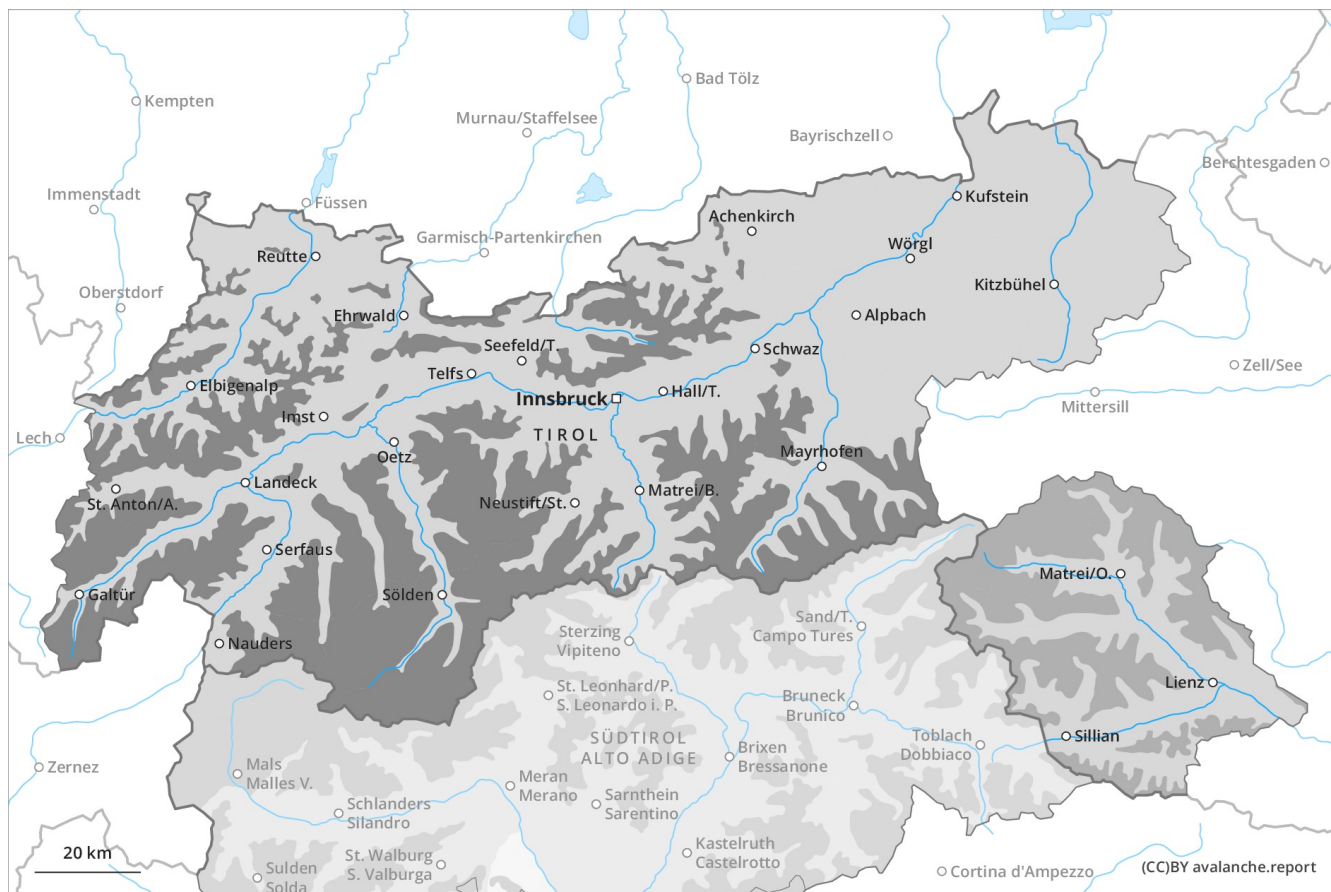 Bad Tölz
Kempten
Murnau/Staffelsee
Bayrischzell
Berchtesgaden
Immenstadt
Füssen
Kufstein
Achenkirch
Garmisch-Partenkirchen
Wörgl
Reutte
Oberstdorf
Kitzbühel
Ehrwald
Alpbach
Seefeld/T.
Schwaz
Zell/See
Telfs
Elbigenalp
Hall/T.
Innsbruck
Mittersill
Imst
TIROL
Lech
Oetz
Mayrhofen
Landeck
Matrei/B.
St. Anton/A.
Neustift/St.
Serfaus
Matrei/O.
Galtür
Sölden
Sand/T.
Campo Tures
Sterzing
Vipiteno
Nauders
Lienz
St. Leonhard/P.
S. Leonardo i. P.
Bruneck
Brunico
SÜDTIROL
ALTO ADIGE
Toblach
Dobbiaco
Sillian
Brixen
Bressanone
Zernez
Mals
Malles V.
Meran
Merano
Sarnthein
Sarentino
Schlanders
Silandro
20 km
St. Walburg
S. Valburga
Kastelruth
Castelrotto
Sulden
Solda
Cortina d'Ampezzo
(CC)BY avalanche.report